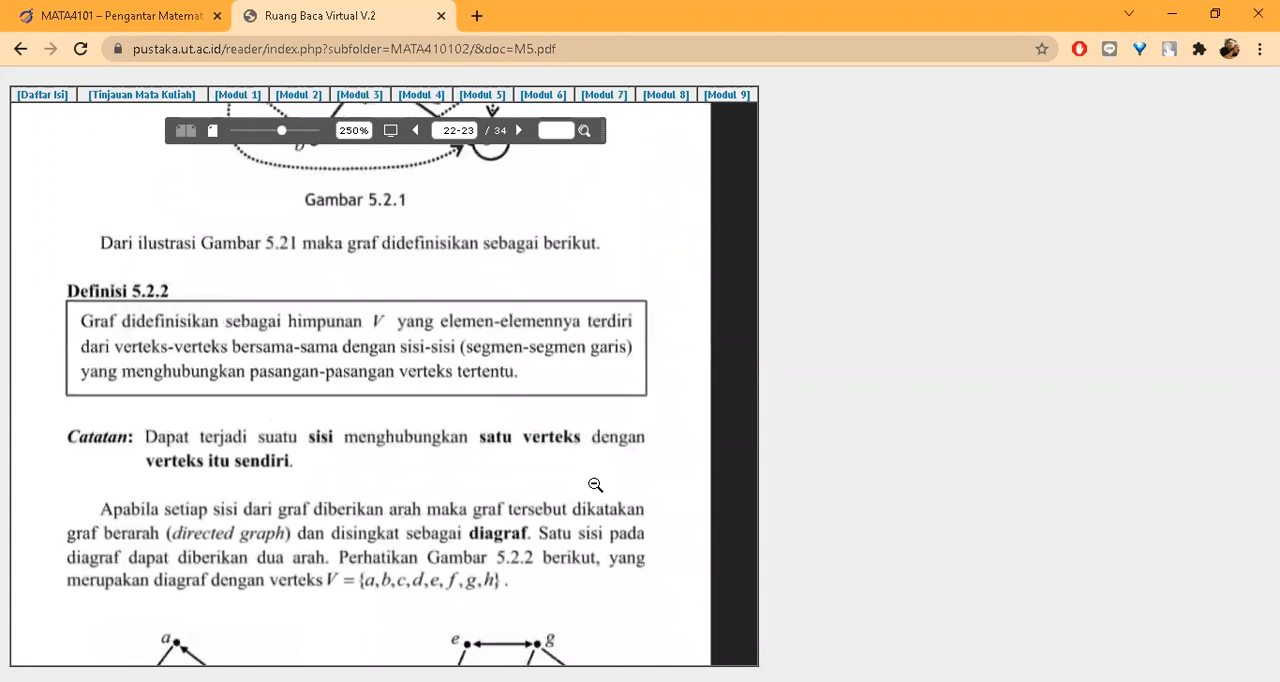 MATA4101 – Pengantar Matemat
Ruang Baca Virtual V.2
pustaka.ut.ac.id/reader/index.php?subfolder=MATA410102/&doc=M5.pdf
[Daftar Isi] [Tinjauan Mata Kuliah] [Modul 1] [Modul 2] [Modul 3] [Modul 4] [Modul 5] [Modul 6] [Modul 7] [Modul 8] [Modul 9]
250% 22-23 / 34
b
Gambar 5.2.1
Dari ilustrasi Gambar 5.21 maka graf didefinisikan sebagai berikut.
Definisi 5.2.2
Graf didefinisikan sebagai himpunan V yang elemen-elemennya terdiri
dari verteks-verteks bersama-sama dengan sisi-sisi (segmen-segmen garis)
yang menghubungkan pasangan-pasangan verteks tertentu.
Catatan: Dapat terjadi suatu sisi menghubungkan satu verteks dengan
verteks itu sendiri.
Apabila setiap sisi dari graf diberikan arah maka graf tersebut dikatakan
graf berarah (directed graph) dan disingkat sebagai diagraf. Satu sisi pada
diagraf dapat diberikan dua arah. Perhatikan Gambar 5.2.2 berikut, yang
merupakan diagraf dengan verteks V = {a,b,c,d,e,f,g,h} .
a e g